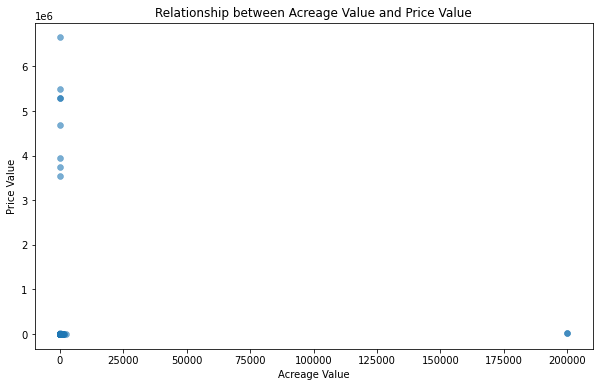 Relationship between Acreage Value and Price Value
1e6
6
5
4
3
2
1
0
Price Value
0 25000 50000 75000 100000 125000 150000 175000 200000
Acreage Value